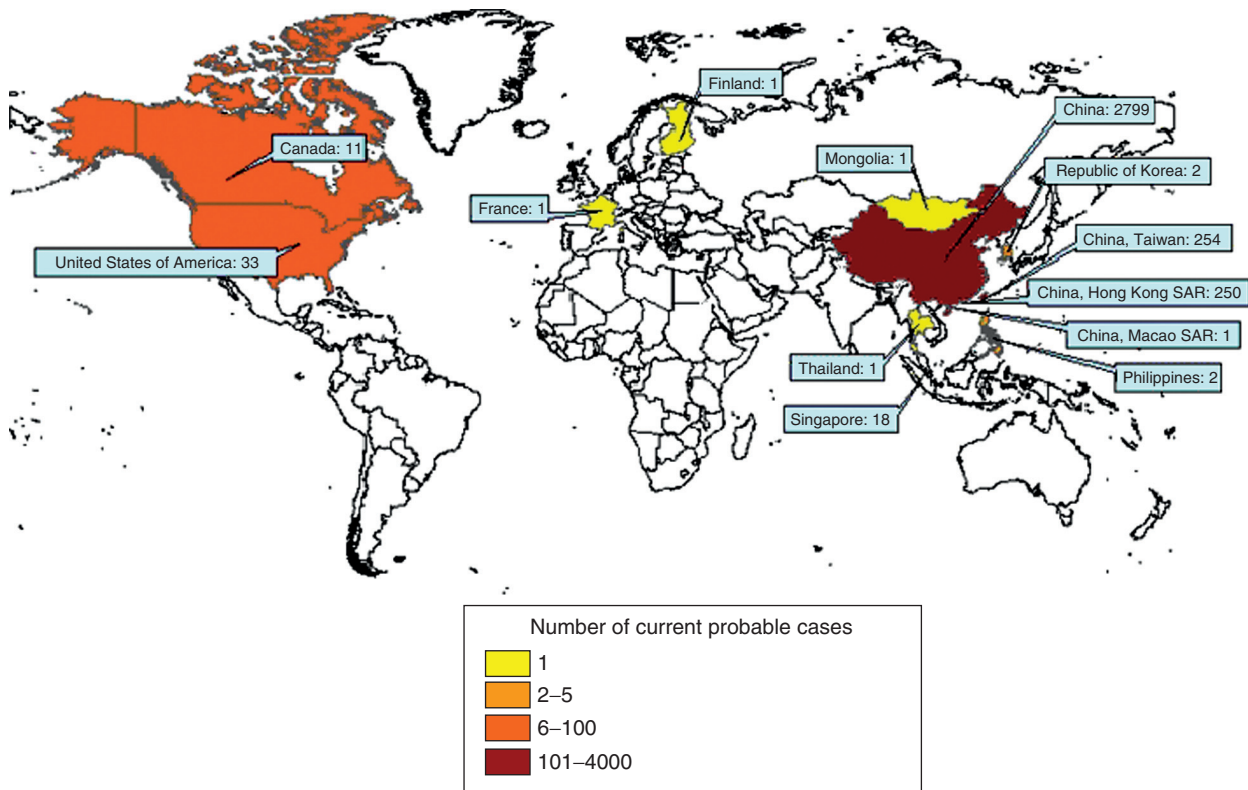 Finland: 1
China: 2799
Canada: 11
Mongolia: 1
Republic of Korea: 2
France: 1
China, Taiwan: 254
United States of America: 33
China, Hong Kong SAR: 250
China, Macao SAR: 1
Thailand: 1
Philippines: 2
Singapore: 18
Number of current probable cases
1
2–5
6–100
101–4000